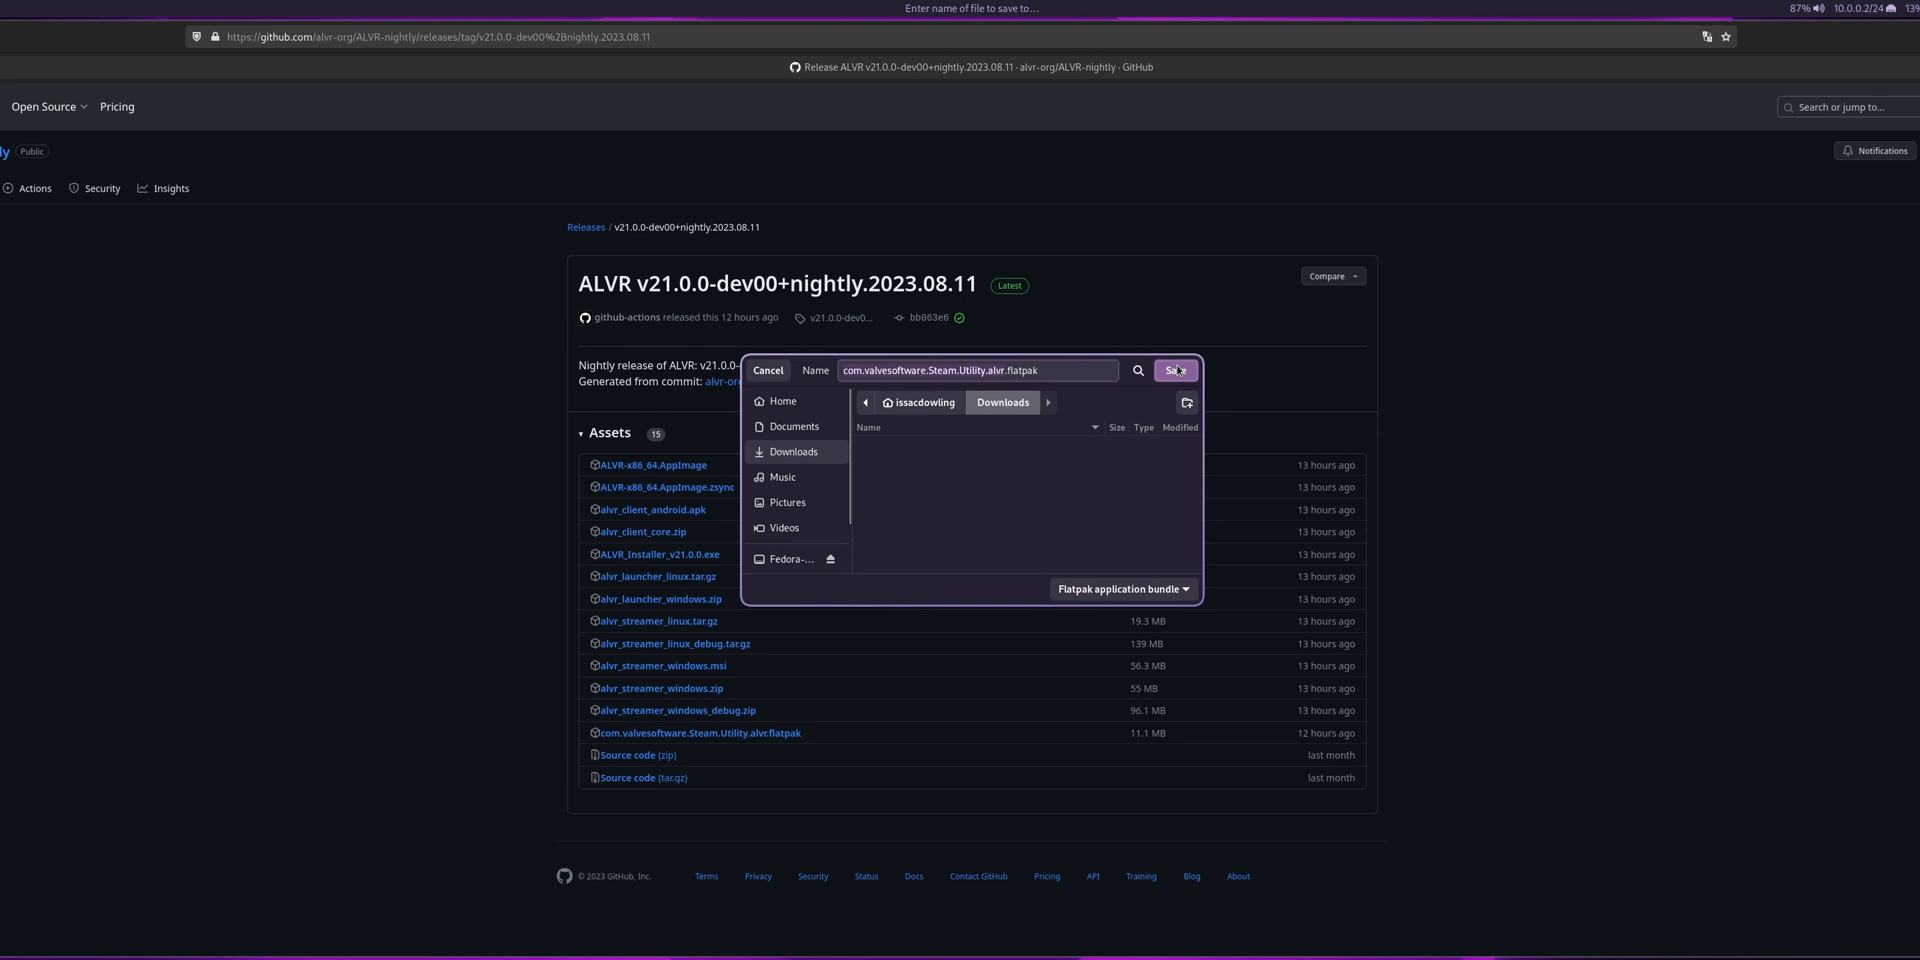 Enter name of file to save to…
87% 10.0.0.2/24 13%
https://github.com/alvr-org/ALVR-nightly/releases/tag/v21.0.0-dev00%2Bnightly.2023.08.11
Release ALVR v21.0.0-dev00+nightly.2023.08.11 · alvr-org/ALVR-nightly · GitHub
Open Source Pricing
Search or jump to...
ly Public
Notifications
Actions Security Insights
Releases / v21.0.0-dev00+nightly.2023.08.11
ALVR v21.0.0-dev00+nightly.2023.08.11 Latest
Compare
github-actions released this 12 hours ago v21.0.0-dev0... bb063e6
Nightly release of ALVR: v21.0.0-
Generated from commit: alvr-org
Cancel Name com.valvesoftware.Steam.Utility.alvr.flatpak
issacdowling Downloads
Name Size Type Modified
Home
Documents
Downloads
Music
Pictures
Videos
Fedora-...
Flatpak application bundle
Assets 15
ALVR-x86_64.AppImage 13 hours ago
ALVR-x86_64.AppImage.zsync 13 hours ago
alvr_client_android.apk 13 hours ago
alvr_client_core.zip 13 hours ago
ALVR_Installer_v21.0.0.exe 13 hours ago
alvr_launcher_linux.tar.gz 13 hours ago
alvr_launcher_windows.zip 13 hours ago
alvr_streamer_linux.tar.gz 19.3 MB 13 hours ago
alvr_streamer_linux_debug.tar.gz 139 MB 13 hours ago
alvr_streamer_windows.msi 56.3 MB 13 hours ago
alvr_streamer_windows.zip 55 MB 13 hours ago
alvr_streamer_windows_debug.zip 96.1 MB 13 hours ago
com.valvesoftware.Steam.Utility.alvr.flatpak 11.1 MB 12 hours ago
Source code (zip) last month
Source code (tar.gz) last month
© 2023 GitHub, Inc. Terms Privacy Security Status Docs Contact GitHub Pricing API Training Blog About